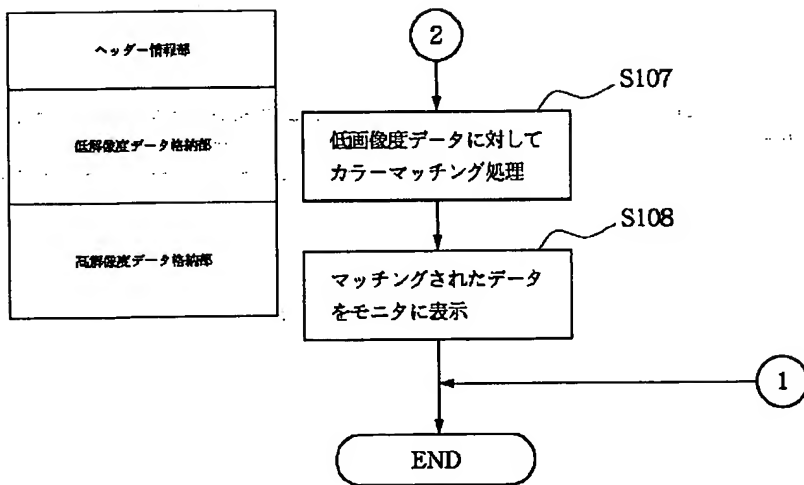 ヘッダー情報部
低解像度データ格納部
高解像度データ格納部
2
S107
低画像度データに対して
カラーマッチング処理
S108
マッチングされたデータ
をモニタに表示
1
END